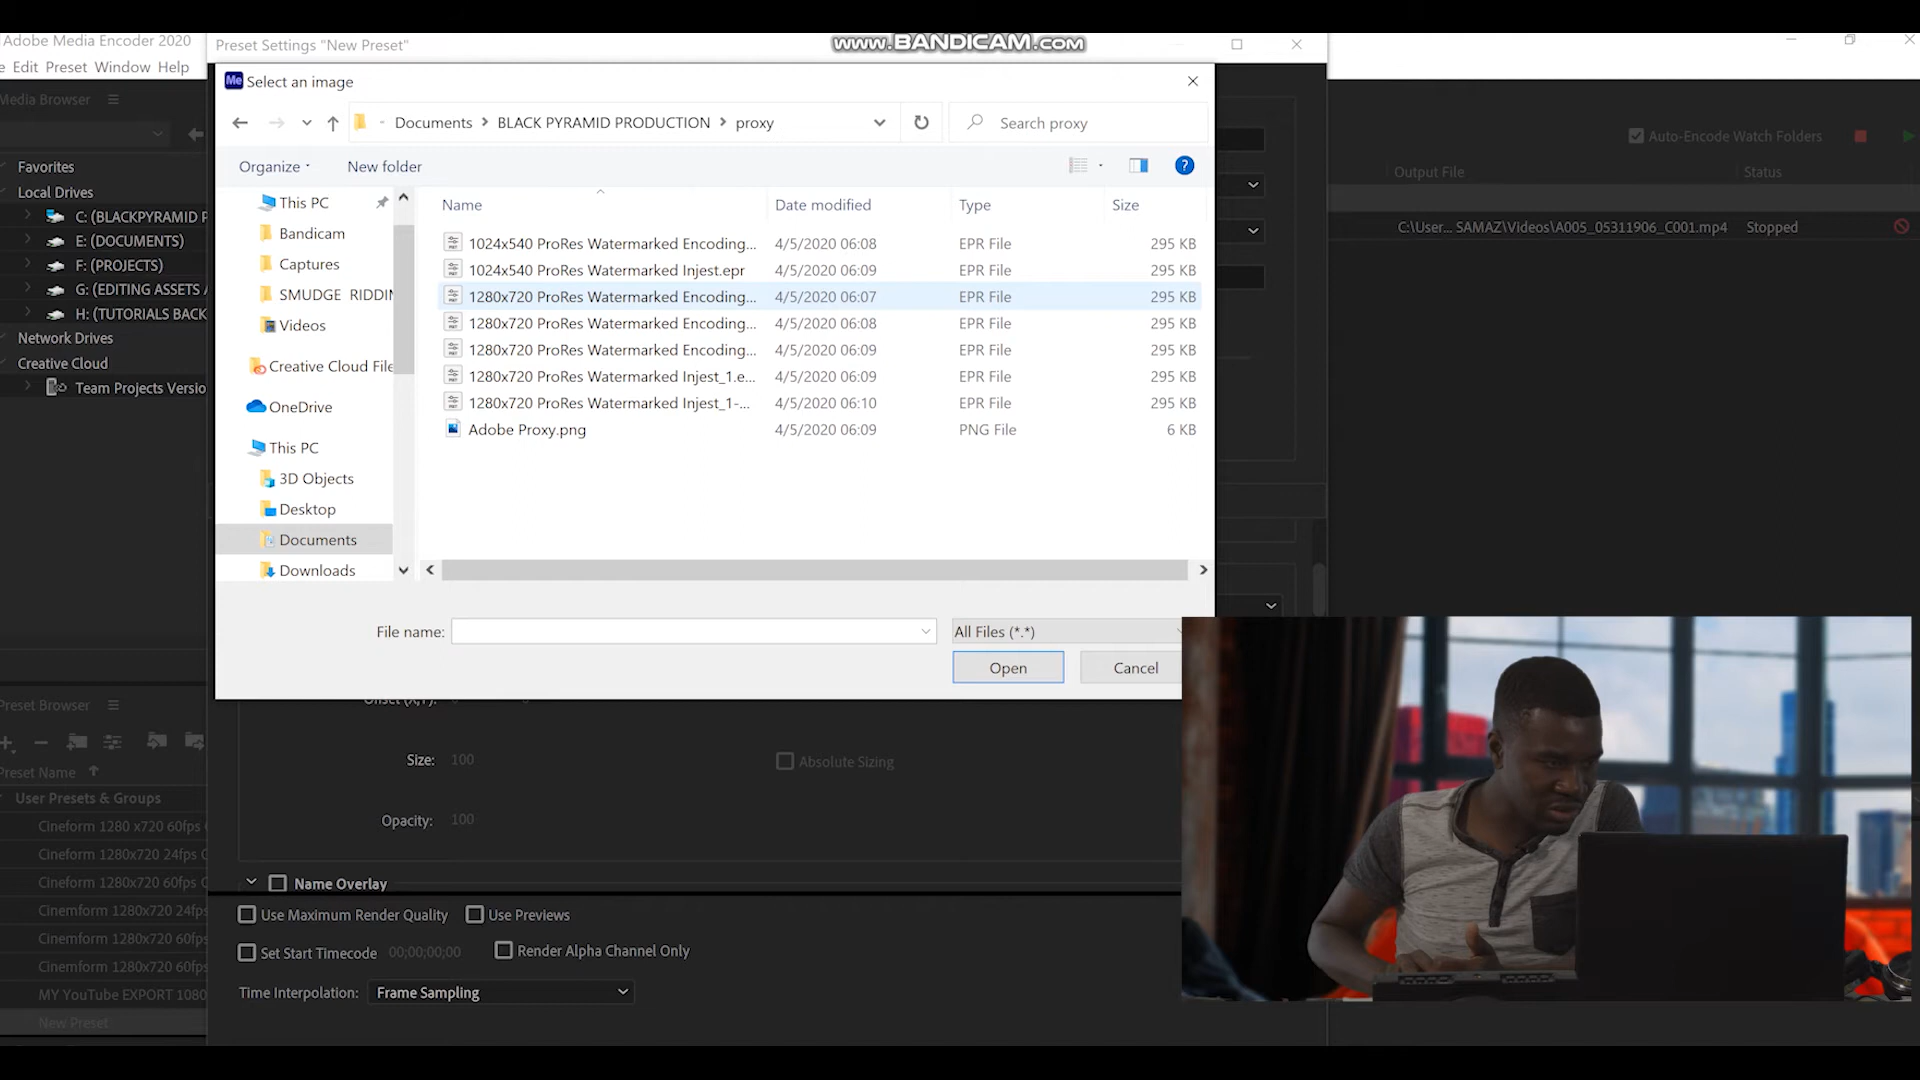 www.BANDICAM.com
Adobe Media Encoder 2020
Preset Settings "New Preset"
Edit Preset Window Help
Select an image
Media Browser
Documents > BLACK PYRAMID PRODUCTION > proxy
Search proxy
Auto-Encode Watch Folders
Organize
New folder
Output File
Status
Favorites
Local Drives
C: (BLACKPYRAMID P
E: (DOCUMENTS)
F: (PROJECTS)
G: (EDITING ASSETS A
H: (TUTORIALS BACK
Network Drives
Creative Cloud
Team Projects Versio
C:\User... SAMAZ\Videos\A005_05311906_C001.mp4
Stopped
This PC
Bandicam
Captures
SMUDGE RIDDIN
Videos
Creative Cloud File
OneDrive
This PC
3D Objects
Desktop
Documents
Downloads
Name Date modified Type Size
1024x540 ProRes Watermarked Encoding... 4/5/2020 06:08 EPR File 295 KB
1024x540 ProRes Watermarked Injest.epr 4/5/2020 06:09 EPR File 295 KB
1280x720 ProRes Watermarked Encoding... 4/5/2020 06:07 EPR File 295 KB
1280x720 ProRes Watermarked Encoding... 4/5/2020 06:08 EPR File 295 KB
1280x720 ProRes Watermarked Encoding... 4/5/2020 06:09 EPR File 295 KB
1280x720 ProRes Watermarked Injest_1.e... 4/5/2020 06:09 EPR File 295 KB
1280x720 ProRes Watermarked Injest_1-... 4/5/2020 06:10 EPR File 295 KB
Adobe Proxy.png 4/5/2020 06:09 PNG File 6 KB
File name:
All Files (*.*)
Open
Cancel
Offset (X,Y):
Size: 100
Absolute Sizing
Opacity: 100
Name Overlay
Use Maximum Render Quality
Use Previews
Set Start Timecode 00;00;00;00
Render Alpha Channel Only
Time Interpolation: Frame Sampling
Preset Browser
Preset Name
User Presets & Groups
Cineform 1280 x720 60fps
Cineform 1280x720 24fps
Cineform 1280x720 60fps
Cinemform 1280x720 24fps
Cinemform 1280x720 60fps
Cinemform 1280x720 60fps
MY YouTube EXPORT 1080
New Preset